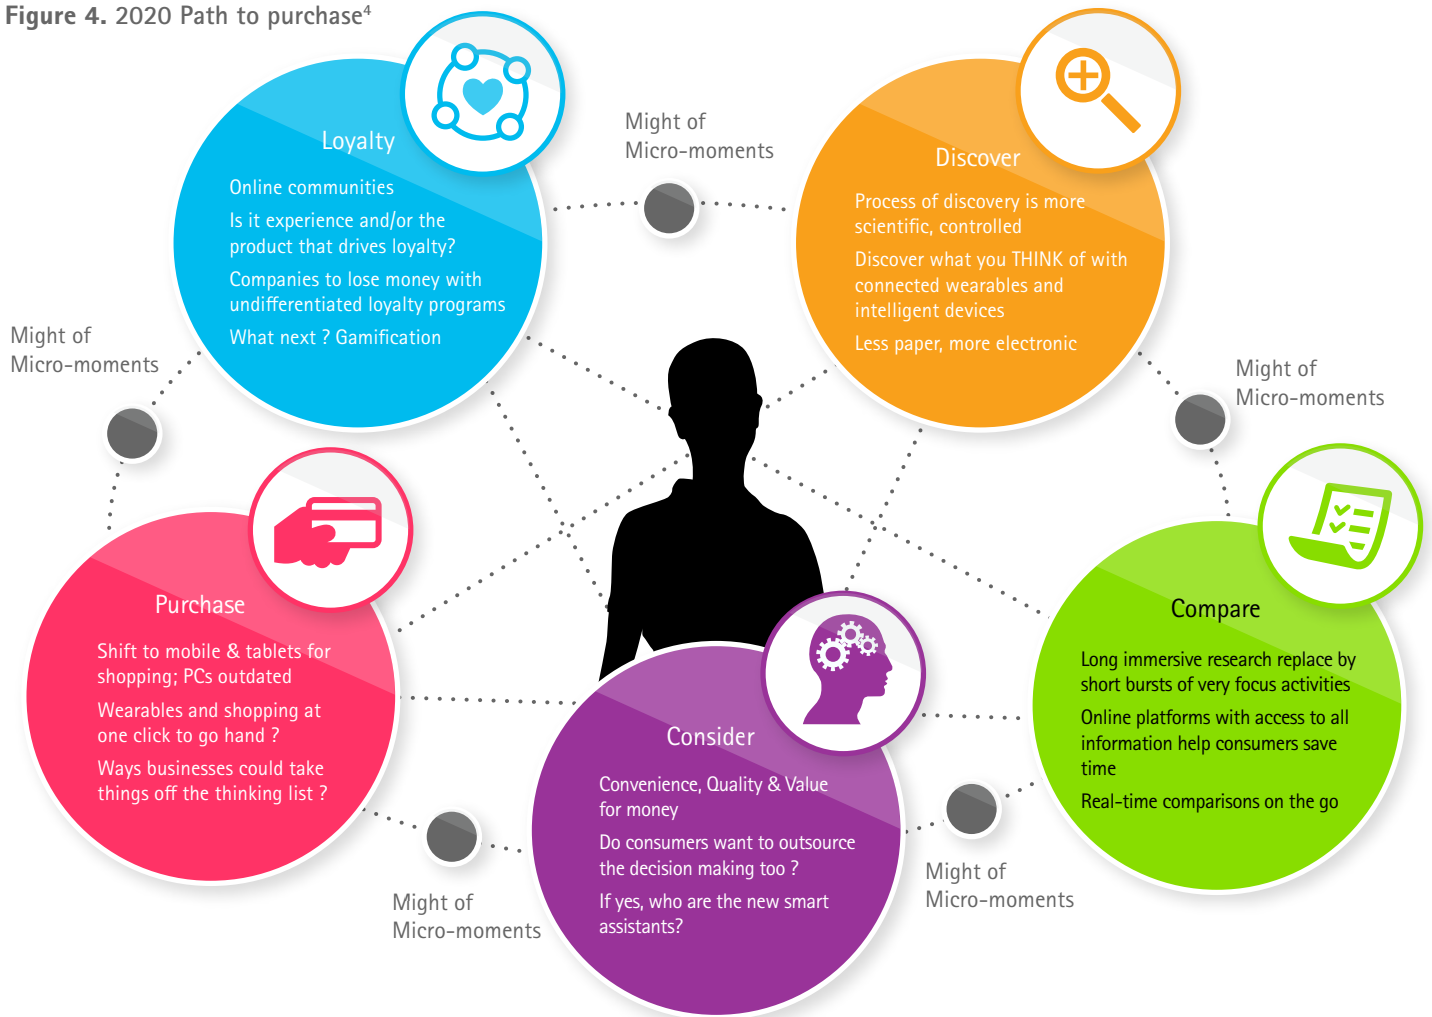 Figure 4. 2020 Path to purchase4
Loyalty
Online communities
Is it experience and/or the
product that drives loyalty?
Companies to lose money with
undifferentiated loyalty programs
What next ? Gamification
Might of
Micro-moments
Discover
Process of discovery is more
scientific, controlled
Discover what you THINK of with
connected wearables and
intelligent devices
Less paper, more electronic
Might of
Micro-moments
Might of
Micro-moments
Purchase
Shift to mobile & tablets for
shopping; PCs outdated
Wearables and shopping at
one click to go hand ?
Ways businesses could take
things off the thinking list ?
Might of
Micro-moments
Consider
Convenience, Quality & Value
for money
Do consumers want to outsource
the decision making too ?
If yes, who are the new smart
assistants?
Might of
Micro-moments
Compare
Long immersive research replace by
short bursts of very focus activities
Online platforms with access to all
information help consumers save
time
Real-time comparisons on the go